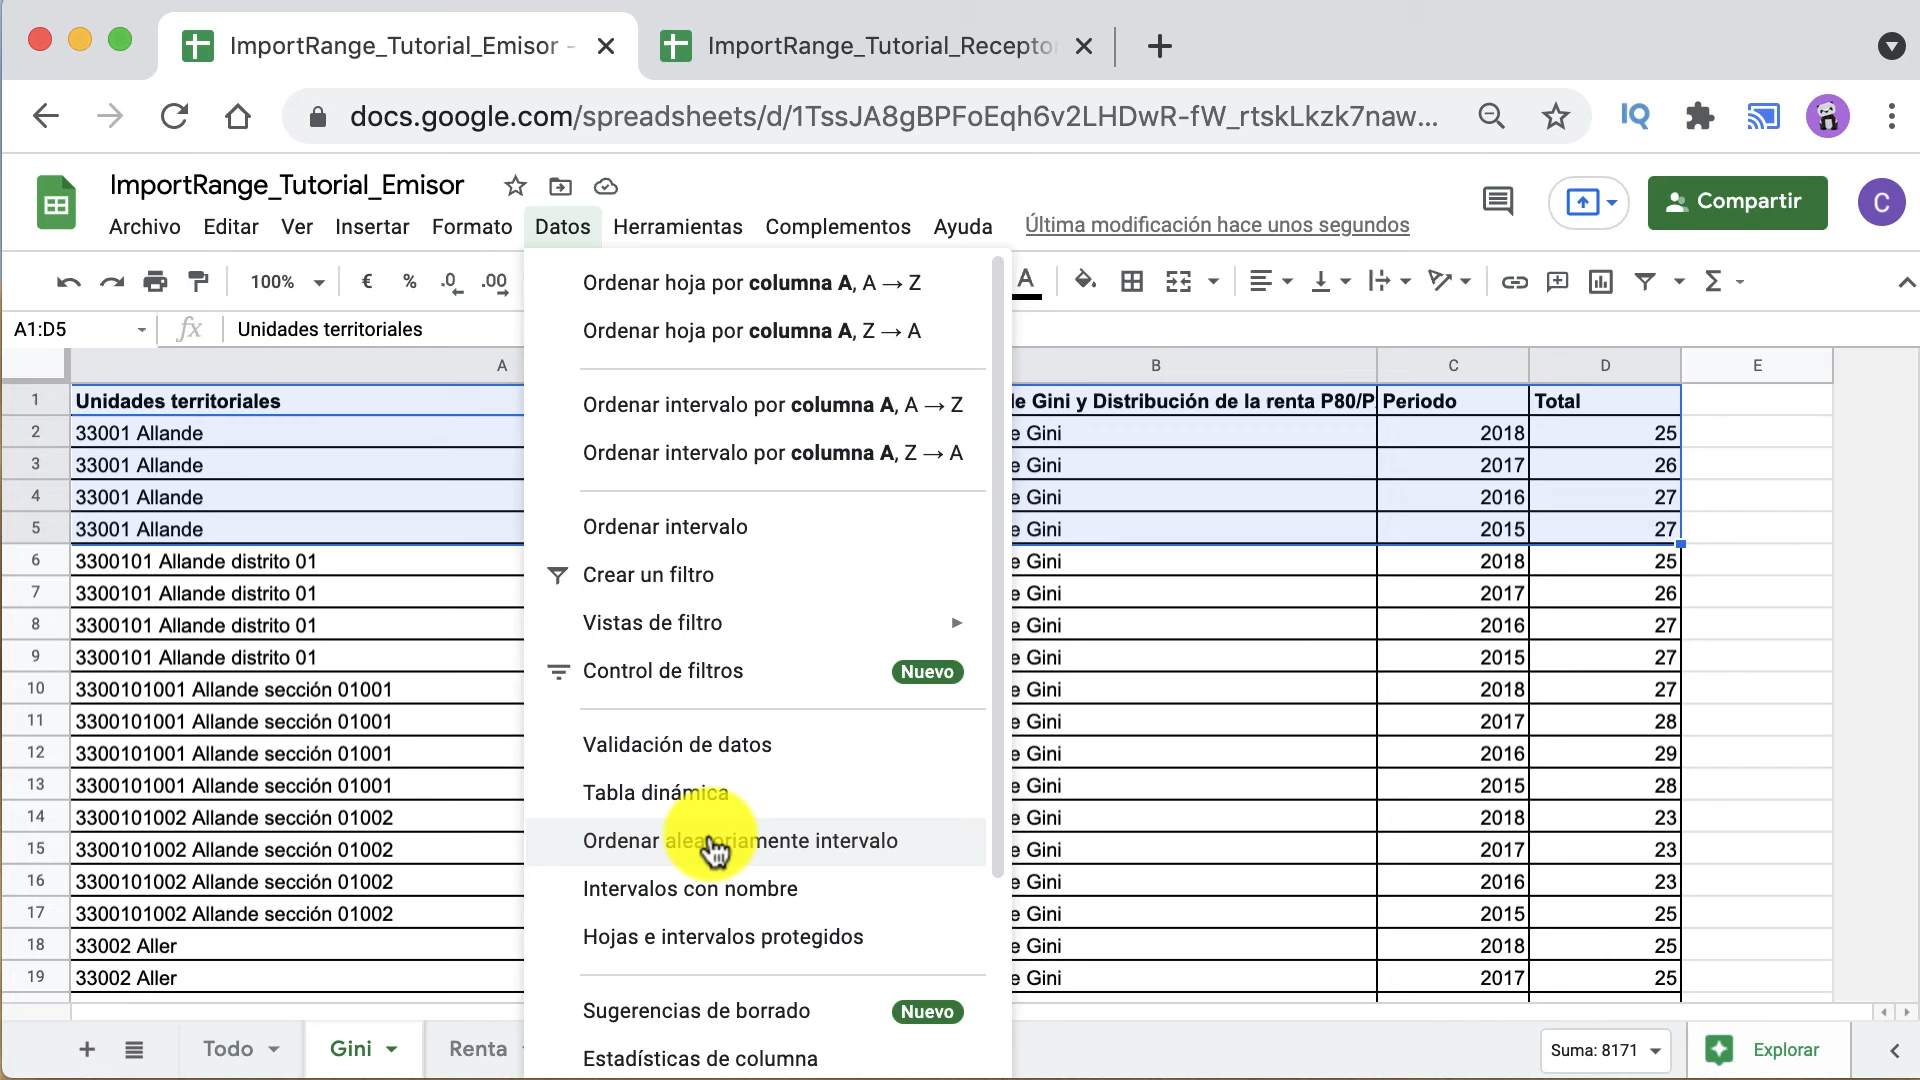 ImportRange_Tutorial_Emisor -
ImportRange_Tutorial_Recepto
docs.google.com/spreadsheets/d/1TssJA8gBPFoEqh6v2LHDwR-fW_rtskLkzk7naw...
IQ
ImportRange_Tutorial_Emisor
Archivo Editar Ver Insertar Formato Datos Herramientas Complementos Ayuda Última modificación hace unos segundos
Compartir
C
100% € % .0 .00 A Σ
A1:D5 fx Unidades territoriales
A B C D E
1 Unidades territoriales de Gini y Distribución de la renta P80/P Periodo Total
2 33001 Allande e Gini 2018 25
3 33001 Allande e Gini 2017 26
4 33001 Allande e Gini 2016 27
5 33001 Allande e Gini 2015 27
6 3300101 Allande distrito 01 e Gini 2018 25
7 3300101 Allande distrito 01 e Gini 2017 26
8 3300101 Allande distrito 01 e Gini 2016 27
9 3300101 Allande distrito 01 e Gini 2015 27
10 3300101001 Allande sección 01001 e Gini 2018 27
11 3300101001 Allande sección 01001 e Gini 2017 28
12 3300101001 Allande sección 01001 e Gini 2016 29
13 3300101001 Allande sección 01001 e Gini 2015 28
14 3300101002 Allande sección 01002 e Gini 2018 23
15 3300101002 Allande sección 01002 e Gini 2017 23
16 3300101002 Allande sección 01002 e Gini 2016 23
17 3300101002 Allande sección 01002 e Gini 2015 25
18 33002 Aller e Gini 2018 25
19 33002 Aller e Gini 2017 25
Ordenar hoja por columna A, A → Z
Ordenar hoja por columna A, Z → A
Ordenar intervalo por columna A, A → Z
Ordenar intervalo por columna A, Z → A
Ordenar intervalo
Crear un filtro
Vistas de filtro
Control de filtros Nuevo
Validación de datos
Tabla dinámica
Ordenar aleatoriamente intervalo
Intervalos con nombre
Hojas e intervalos protegidos
Sugerencias de borrado Nuevo
Estadísticas de columna
Todo Gini Renta
Suma: 8171
Explorar